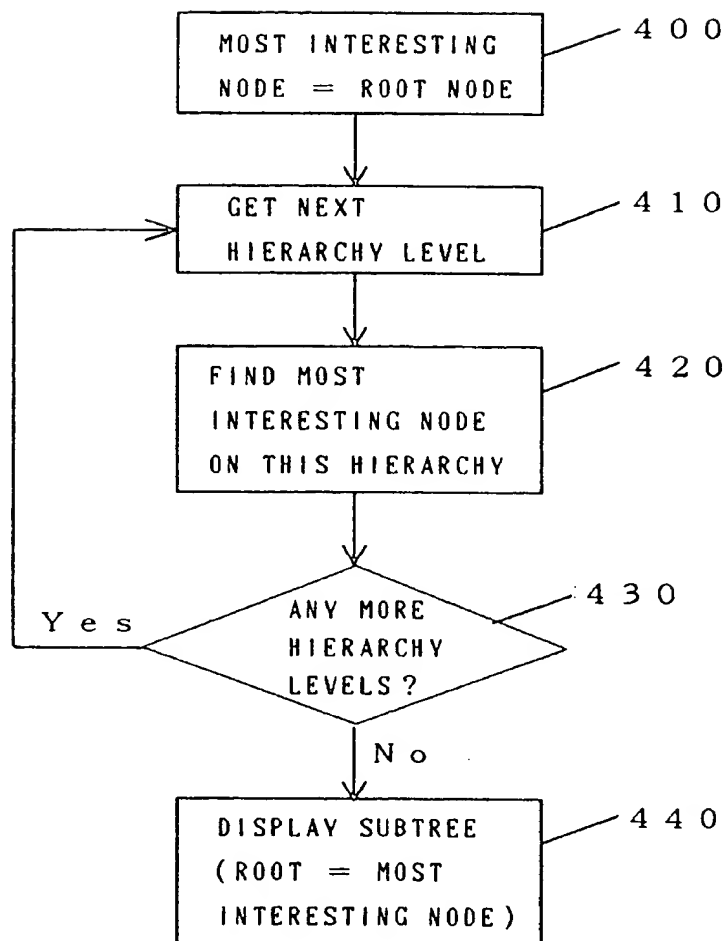 MOST INTERESTING
NODE = ROOT NODE
400
GET NEXT
HIERARCHY LEVEL
410
FIND MOST
INTERESTING NODE
ON THIS HIERARCHY
420
ANY MORE
HIERARCHY
LEVELS?
430
Yes
No
DISPLAY SUBTREE
(ROOT = MOST
INTERESTING NODE)
440